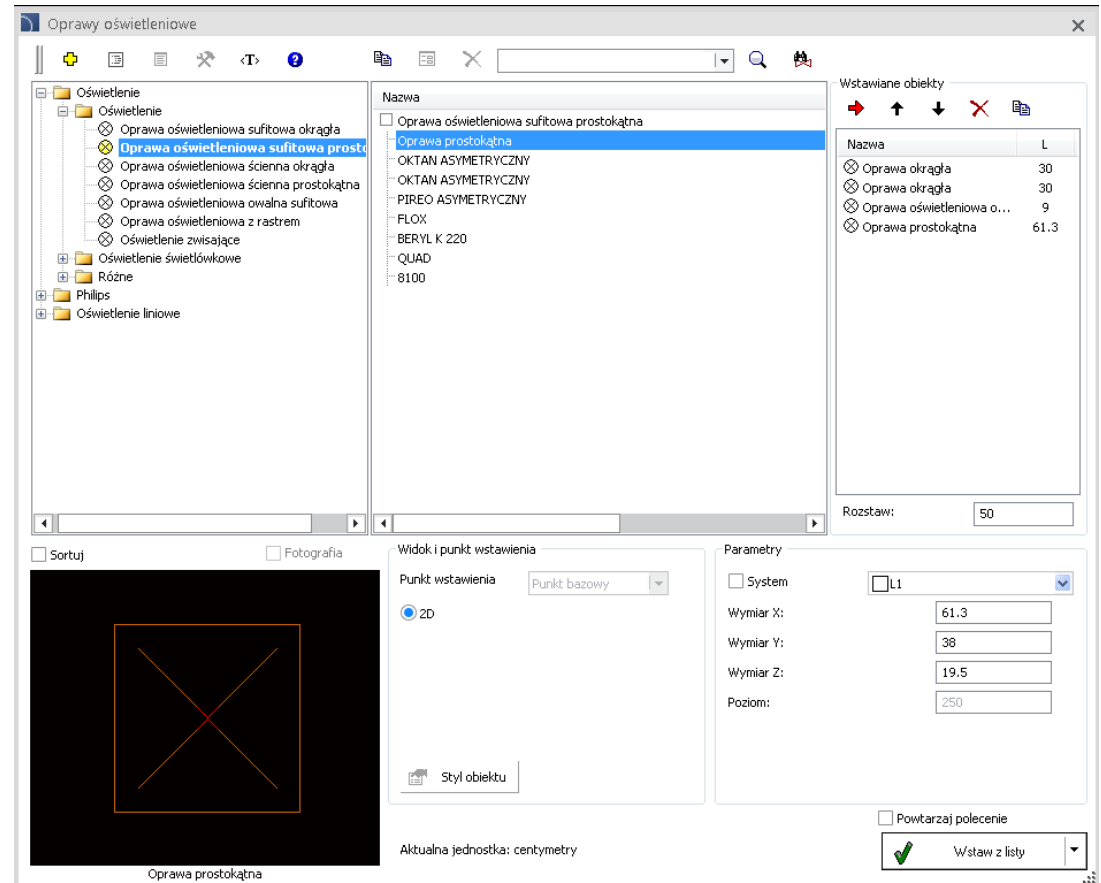 Oprawy oświetleniowe
<T>
Oświetlenie
Oświetlenie
Oprawa oświetleniowa sufitowa okrągła
Oprawa oświetleniowa sufitowa prosto
Oprawa oświetleniowa ścienna okrągła
Oprawa oświetleniowa ścienna prostokątna
Oprawa oświetleniowa owalna sufitowa
Oprawa oświetleniowa z rastrem
Oświetlenie zwisające
Oświetlenie świetlówkowe
Różne
Philips
Oświetlenie liniowe
Nazwa
Oprawa oświetleniowa sufitowa prostokątna
Oprawa prostokątna
OKTAN ASYMETRYCZNY
OKTAN ASYMETRYCZNY
PIREO ASYMETRYCZNY
FLOX
BERYL K 220
QUAD
8100
Wstawiane obiekty
Nazwa L
Oprawa okrągła 30
Oprawa okrągła 30
Oprawa oświetleniowa o... 9
Oprawa prostokątna 61.3
Rozstaw: 50
Sortuj Fotografia
Oprawa prostokątna
Widok i punkt wstawienia
Punkt wstawienia Punkt bazowy
2D
Styl obiektu
Aktualna jednostka: centymetry
Parametry
System L1
Wymiar X: 61.3
Wymiar Y: 38
Wymiar Z: 19.5
Poziom: 250
Powtarzaj polecenie
Wstaw z listy